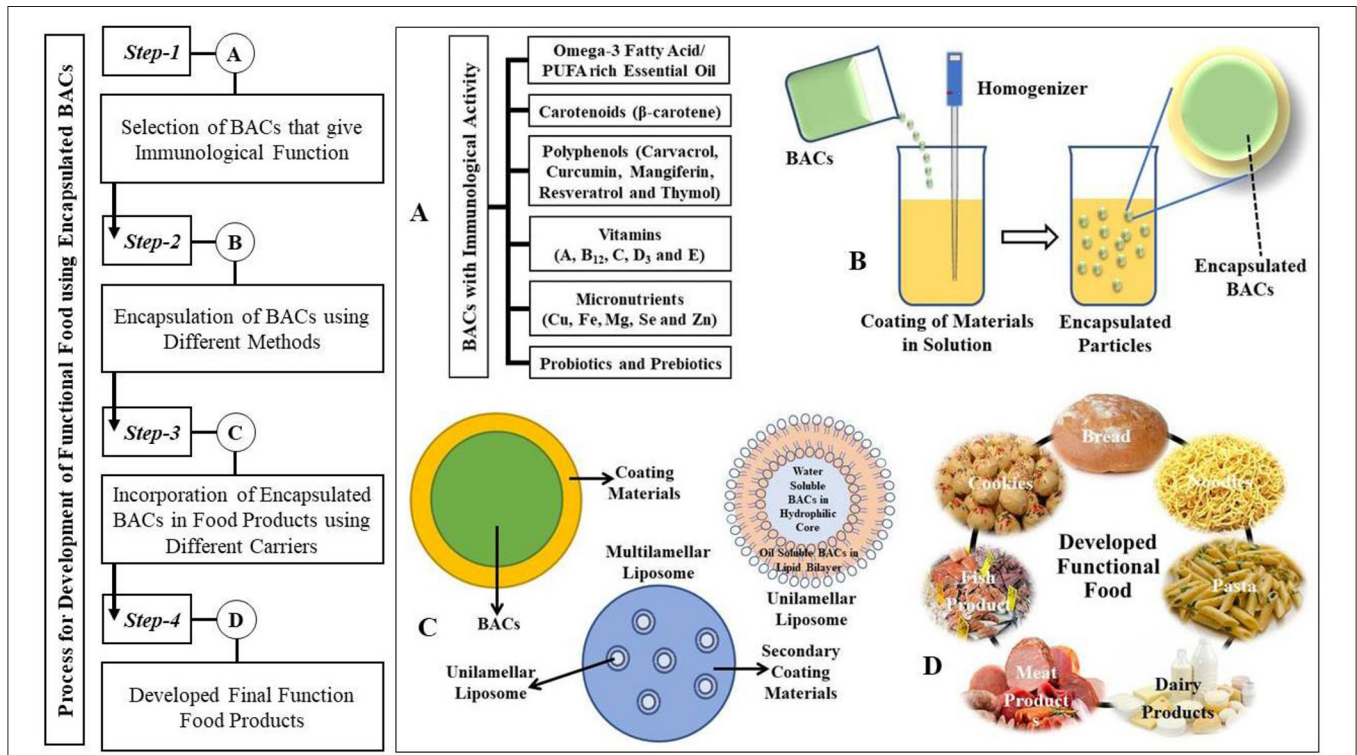 Process for Development of Functional Food using Encapsulated BACs
Step-1
A
Selection of BACs that give
Immunological Function
Step-2
B
Encapsulation of BACs using
Different Methods
Step-3
C
Incorporation of Encapsulated
BACs in Food Products using
Different Carriers
Step-4
D
Developed Final Function
Food Products
A
BACs with Immunological Activity
Omega-3 Fatty Acid/
PUFA rich Essential Oil
Carotenoids (β-carotene)
Polyphenols (Carvacrol,
Curcumin, Mangiferin,
Resveratrol and Thymol)
Vitamins
(A, B₁₂, C, D₃ and E)
Micronutrients
(Cu, Fe, Mg, Se and Zn)
Probiotics and Prebiotics
B
BACs
Homogenizer
Coating of Materials
in Solution
Encapsulated
Particles
Encapsulated
BACs
C
Coating
Materials
BACs
Water
Soluble
BACs in
Hydrophilic
Core
Oil Soluble BACs in
Lipid Bilayer
Unilamellar
Liposome
Multilamellar
Liposome
Unilamellar
Liposome
Secondary
Coating
Materials
D
Developed
Functional
Food
Bread
Noodles
Pasta
Dairy
Products
Meat
Product
s
Fish
Product
Cookies